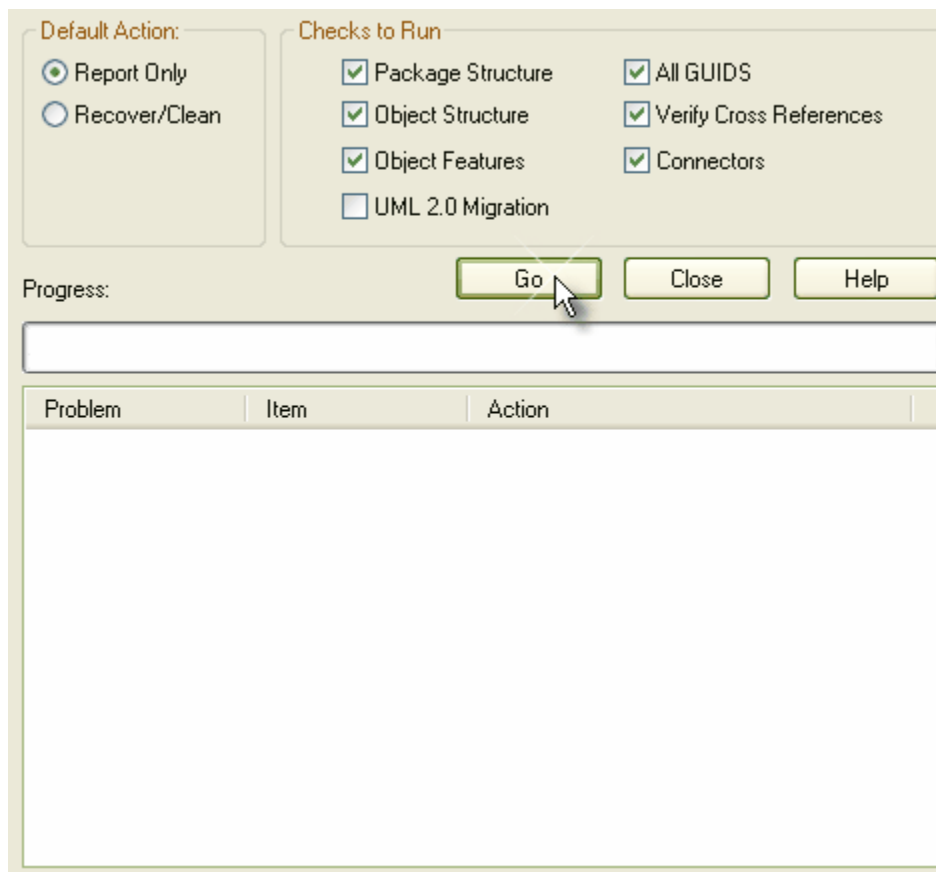 Default Action:
Checks to Run
Report Only
Package Structure
All GUIDS
Recover/Clean
Object Structure
Verify Cross References
Object Features
Connectors
UML 2.0 Migration
Progress:
Go
Close
Help
Problem
Item
Action